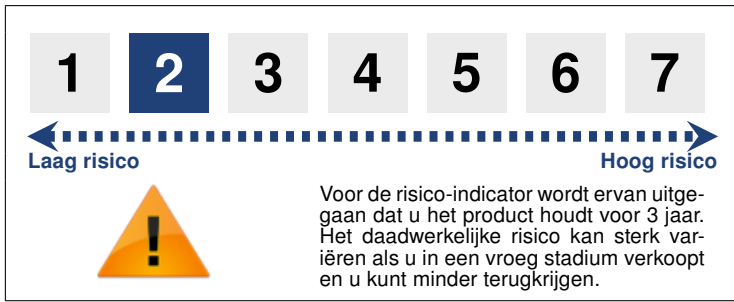 1 2 3 4 5 6 7
Laag risico Hoog risico
!
Voor de risico-indicator wordt ervan uitge-
gaan dat u het product houdt voor 3 jaar.
Het daadwerkelijke risico kan sterk var-
iëren als u in een vroeg stadium verkoopt
en u kunt minder terugkrijgen.